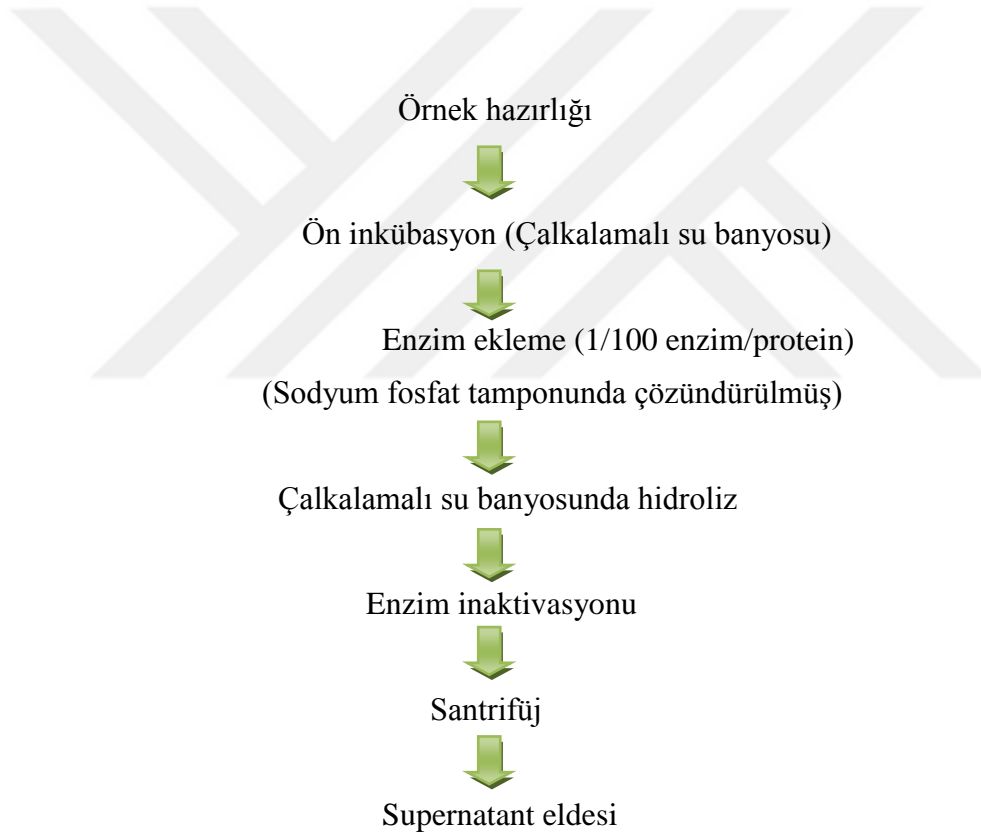 Örnek hazırlığı
Ön inkübasyon (Çalkalamalı su banyosu)
Enzim ekleme (1/100 enzim/protein)
(Sodyum fosfat tamponunda çözündürülmüş)
Çalkalamalı su banyosunda hidroliz
Enzim inaktivasyonu
Santrifüj
Supernatant eldesi